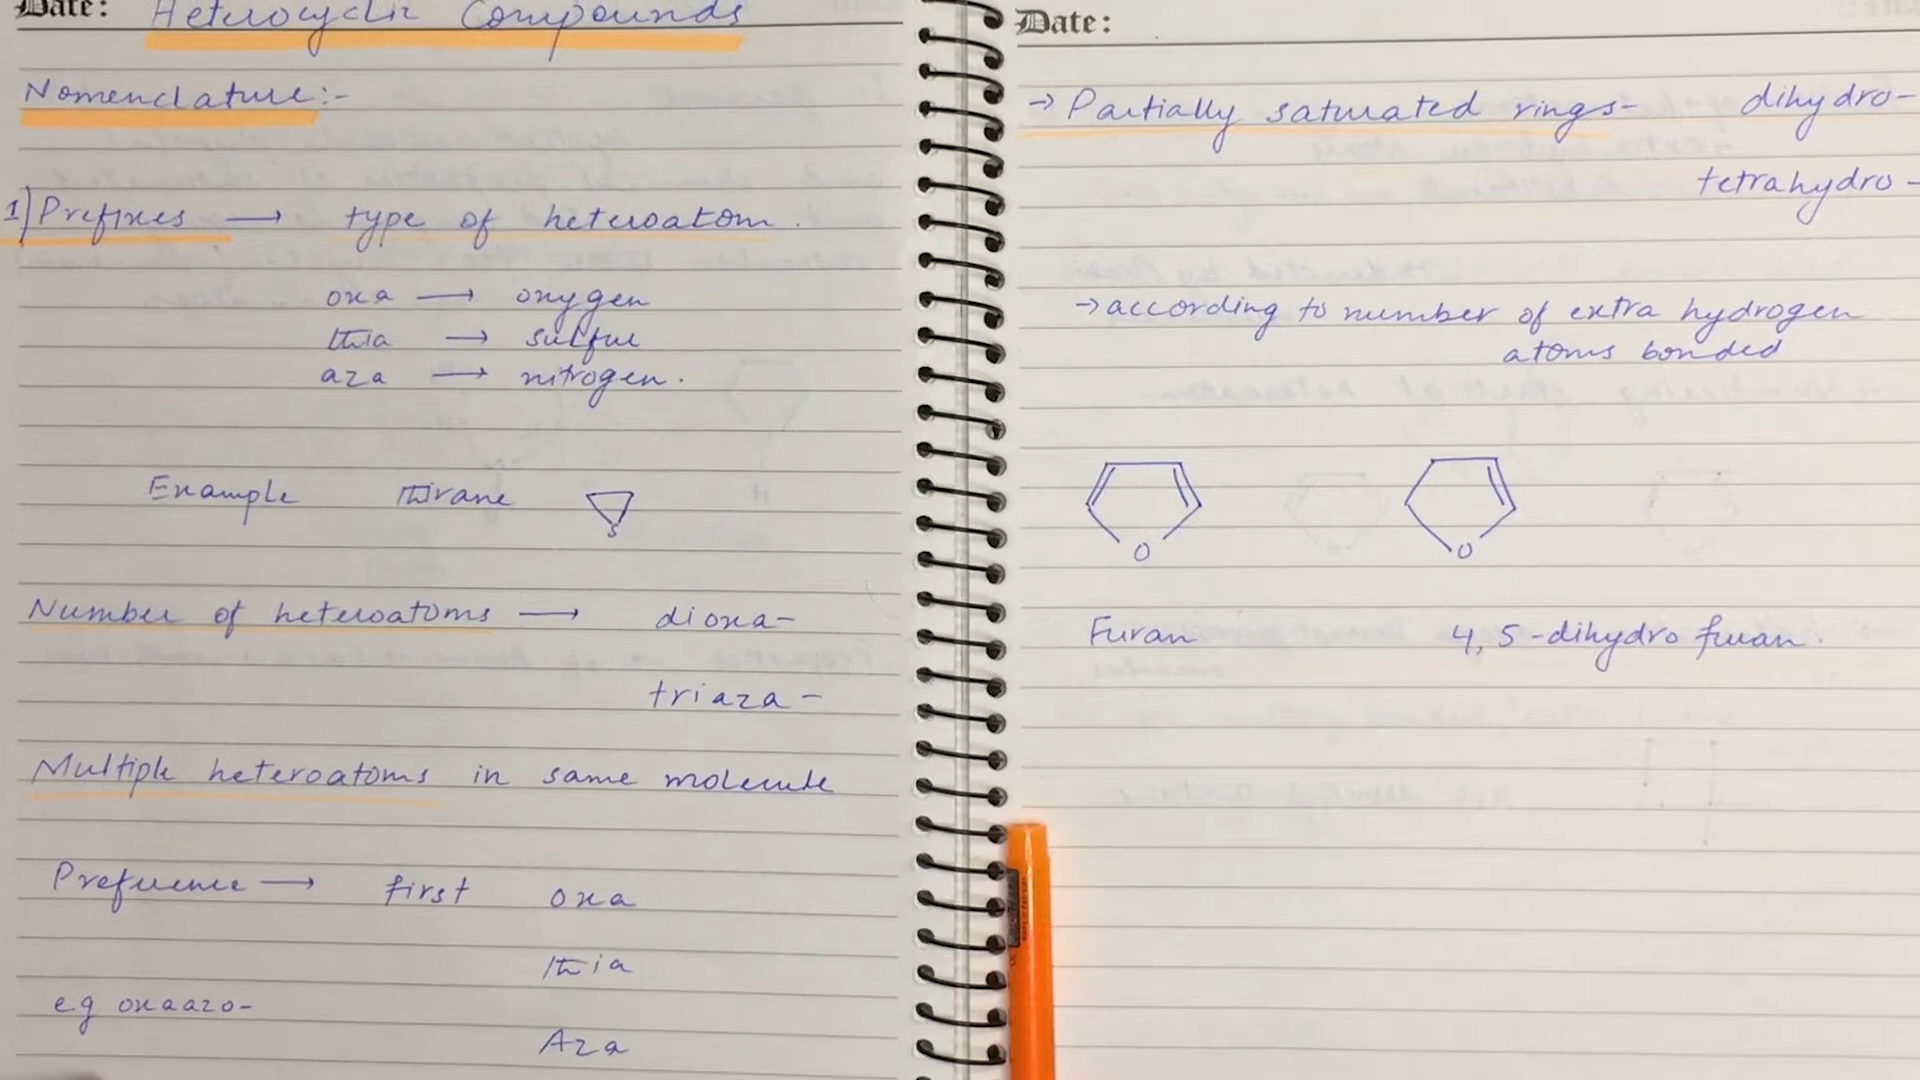 Date: Heterocyclic Compounds
Nomenclature:-
1) Prefixes → type of heteroatom.
oxa → oxygen
thia → sulfur
aza → nitrogen.
Example thirane
S
Number of heteroatoms → dioxa-
triaza-
Multiple heteroatoms in same molecule
Preference → first oxa
thia
e.g oxaazo-
Aza
Date:
→ Partially saturated rings- dihydro-
tetrahydro-
→ according to number of extra hydrogen
atoms bonded
O O
Furan 4,5-dihydro furan.